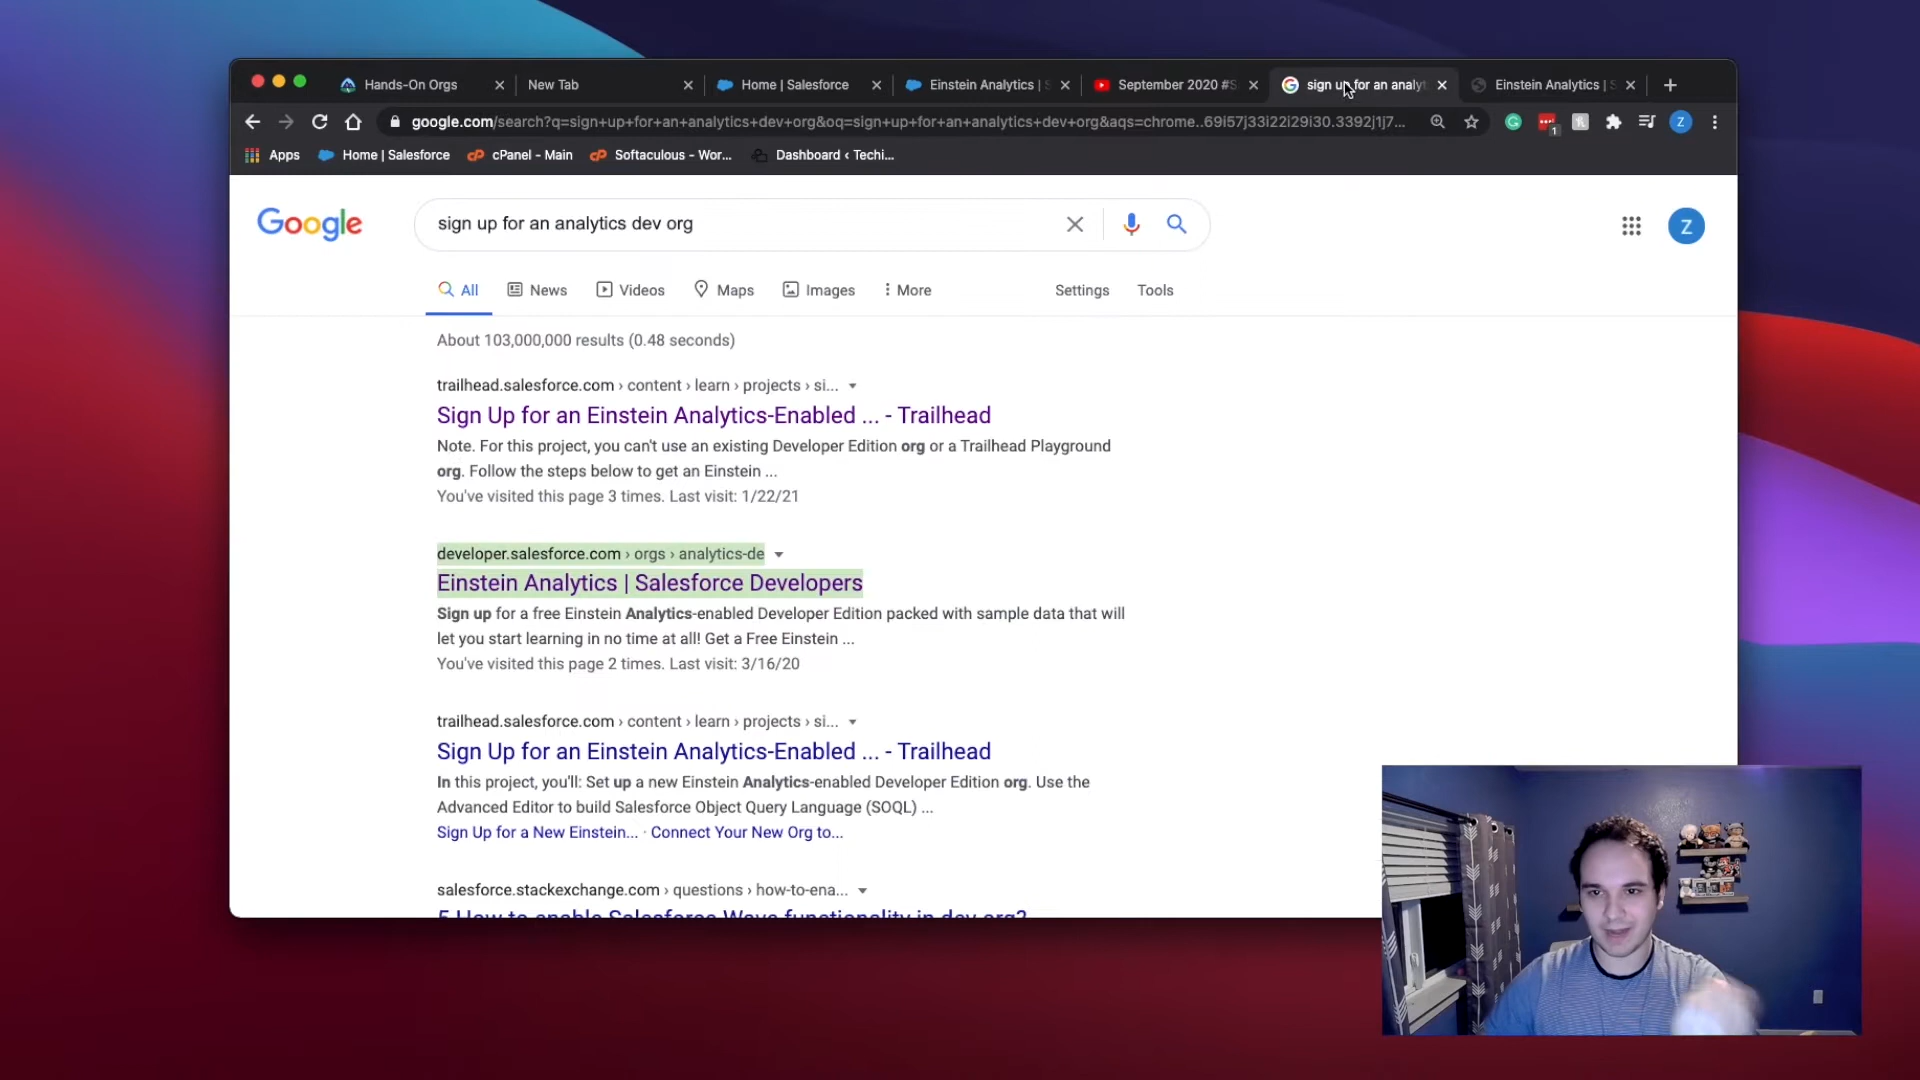 Hands-On Orgs
New Tab
Home | Salesforce
Einstein Analytics | S
September 2020 #S
sign up for an analyt
Einstein Analytics | S
google.com/search?q=sign+up+for+an+analytics+dev+org&oq=sign+up+for+an+analytics+dev+org&aqs=chrome..69i57j33i22i29i30.3392j1j7...
1
Z
Apps
Home | Salesforce
cPanel - Main
Softaculous - Wor...
Dashboard ‹ Techi...
Google
sign up for an analytics dev org
Z
All
News
Videos
Maps
Images
More
Settings
Tools
About 103,000,000 results (0.48 seconds)
trailhead.salesforce.com › content › learn › projects › si...
Sign Up for an Einstein Analytics-Enabled ... - Trailhead
Note. For this project, you can't use an existing Developer Edition org or a Trailhead Playground
org. Follow the steps below to get an Einstein ...
You've visited this page 3 times. Last visit: 1/22/21
developer.salesforce.com › orgs › analytics-de
Einstein Analytics | Salesforce Developers
Sign up for a free Einstein Analytics-enabled Developer Edition packed with sample data that will
let you start learning in no time at all! Get a Free Einstein ...
You've visited this page 2 times. Last visit: 3/16/20
trailhead.salesforce.com › content › learn › projects › si...
Sign Up for an Einstein Analytics-Enabled ... - Trailhead
In this project, you'll: Set up a new Einstein Analytics-enabled Developer Edition org. Use the
Advanced Editor to build Salesforce Object Query Language (SOQL) ...
Sign Up for a New Einstein... · Connect Your New Org to...
salesforce.stackexchange.com › questions › how-to-ena...
5 How to enable Salesforce Wave functionality in dev org?